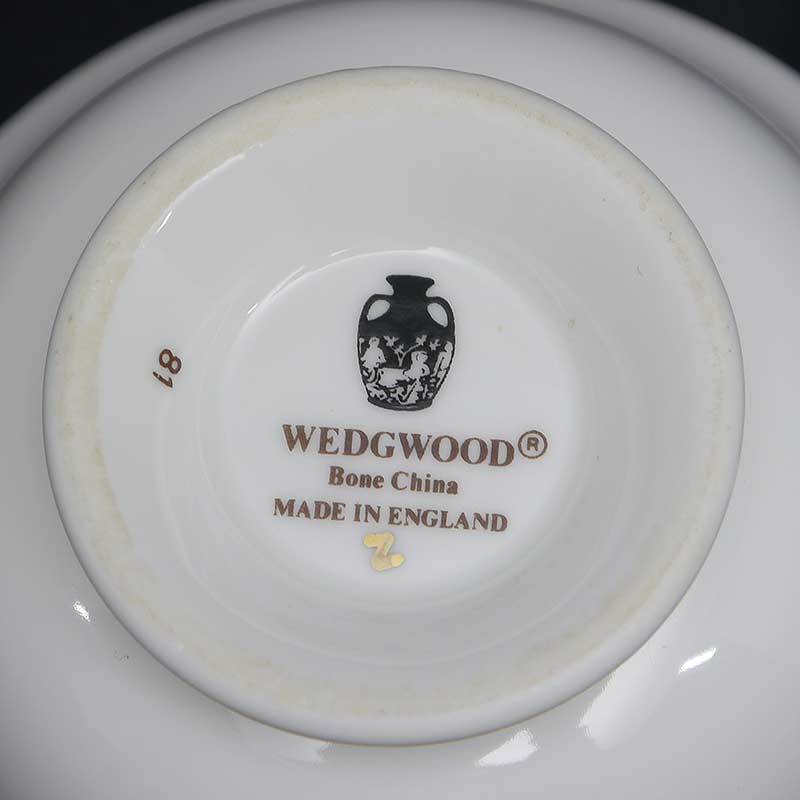 81
WEDGWOOD®
Bone China
MADE IN ENGLAND
Z.